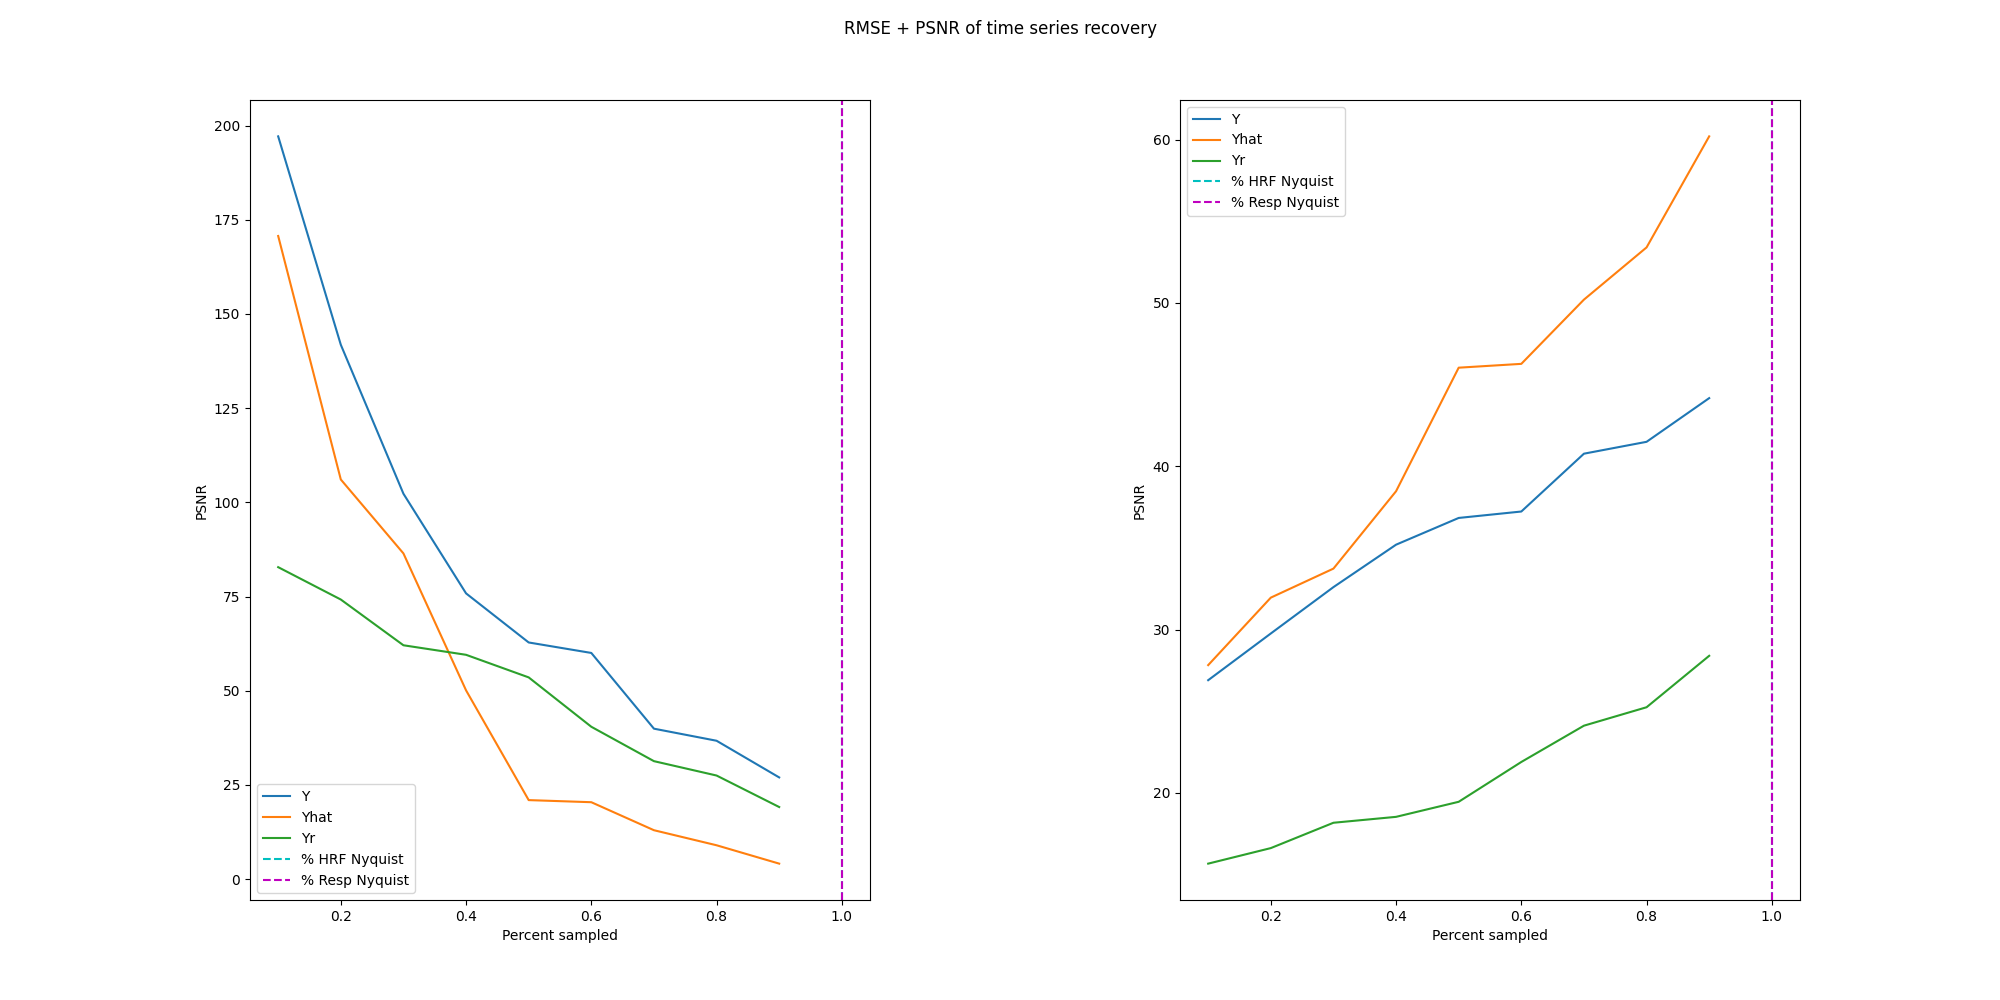 RMSE + PSNR of time series recovery
PSNR
200
175
150
125
100
75
50
25
0
Y
Yhat
Yr
% HRF Nyquist
% Resp Nyquist
0.2 0.4 0.6 0.8 1.0
Percent sampled
PSNR
60
50
40
30
20
Y
Yhat
Yr
% HRF Nyquist
% Resp Nyquist
0.2 0.4 0.6 0.8 1.0
Percent sampled